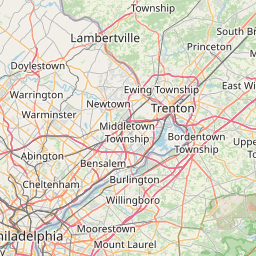 Township
South Br
Lambertville
Princeton
Doylestown
Ewing Township
East Wi
Warrington
Newtown
Trenton
Warminster
Middletown
Township
Bordentown
Township
Uppe
To
Abington
Bensalem
Cheltenham
Burlington
Willingboro
Philadelphia
Moorestown
Mount Laurel